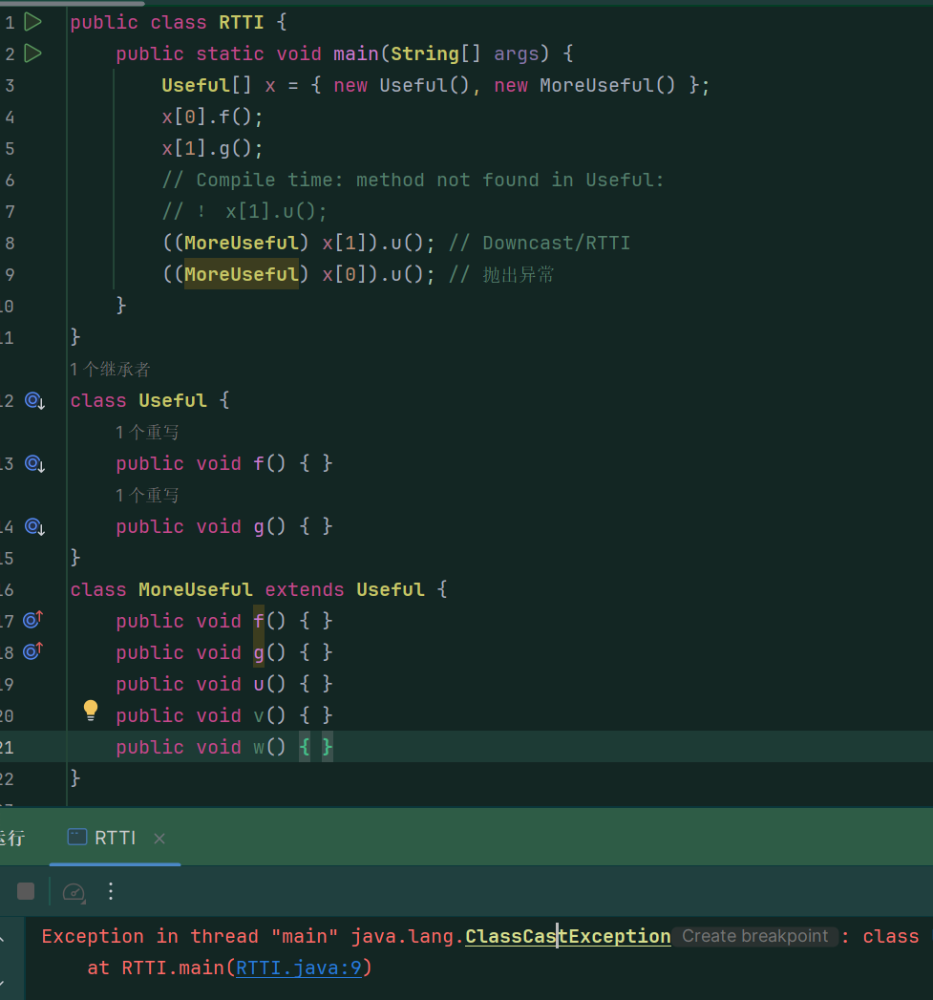 1 public class RTTI {
2 public static void main(String[] args) {
3 Useful[] x = { new Useful(), new MoreUseful() };
4 x[0].f();
5 x[1].g();
6 // Compile time: method not found in Useful:
7 // ! x[1].u();
8 ((MoreUseful) x[1]).u(); // Downcast/RTTI
9 ((MoreUseful) x[0]).u(); // 抛出异常
10 }
11 }
1 个继承者
12 class Useful {
1 个重写
13 public void f() { }
1 个重写
14 public void g() { }
15 }
16 class MoreUseful extends Useful {
17 public void f() { }
18 public void g() { }
19 public void u() { }
20 public void v() { }
21 public void w() { }
22 }
运行 RTTI ×
Exception in thread "main" java.lang.ClassCastException Create breakpoint : class
at RTTI.main(RTTI.java:9)